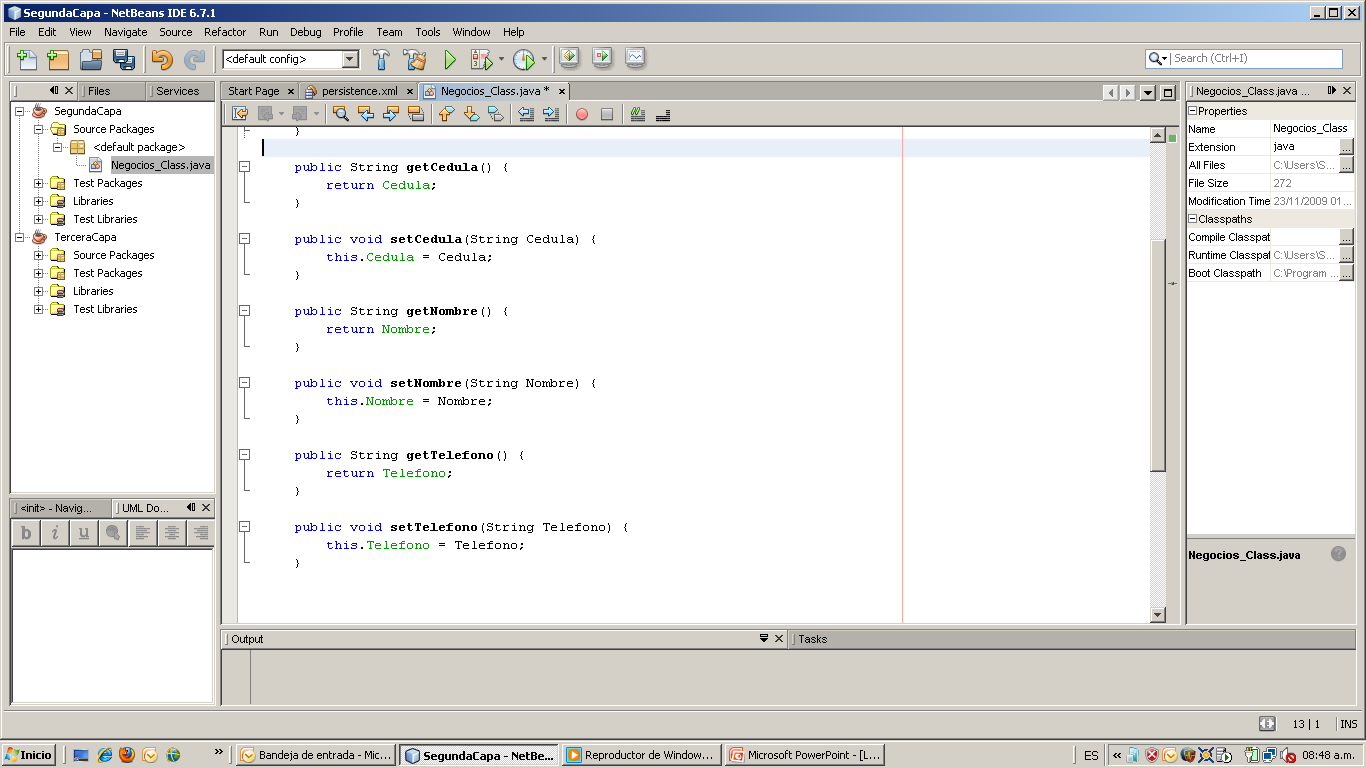 SegundaCapa - NetBeans IDE 6.7.1
File Edit View Navigate Source Refactor Run Debug Profile Team Tools Window Help
<default config>
Search (Ctrl+I)
Files Services
SegundaCapa
Source Packages
<default package>
Negocios_Class.java
Test Packages
Libraries
Test Libraries
TerceraCapa
Source Packages
Test Packages
Libraries
Test Libraries
<init> - Navig...
UML Do...
b i u
Start Page persistence.xml Negocios_Class.java *
}
public String getCedula() {
return Cedula;
}
public void setCedula(String Cedula) {
this.Cedula = Cedula;
}
public String getNombre() {
return Nombre;
}
public void setNombre(String Nombre) {
this.Nombre = Nombre;
}
public String getTelefono() {
return Telefono;
}
public void setTelefono(String Telefono) {
this.Telefono = Telefono;
}
Negocios_Class.java ...
Properties
Name Negocios_Class
Extension java ...
All Files C:\Users\S... ...
File Size 272
Modification Time 23/11/2009 01...
Classpaths
Compile Classpat ...
Runtime Classpat C:\Users\S... ...
Boot Classpath C:\Program ... ...
Negocios_Class.java
Output
Tasks
13 | 1 INS
Inicio
»
Bandeja de entrada - Mic...
SegundaCapa - NetBe...
Reproductor de Window...
Microsoft PowerPoint - [L...
ES
«
08:48 a.m.